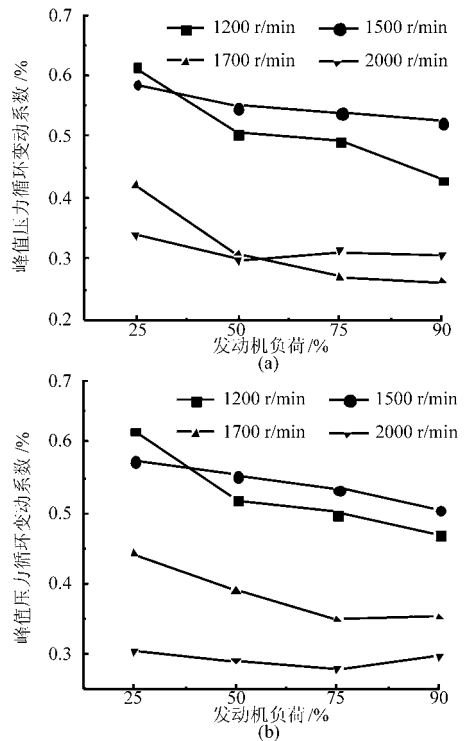 0.7
1200 r/min
1500 r/min
1700 r/min
2000 r/min
0.6
0.5
0.4
0.3
0.2
峰值压力循环变动系数/%
25
50
75
90
发动机负荷/%
(a)
0.7
1200 r/min
1500 r/min
1700 r/min
2000 r/min
0.6
0.5
0.4
0.3
峰值压力循环变动系数/%
25
50
75
90
发动机负荷/%
(b)